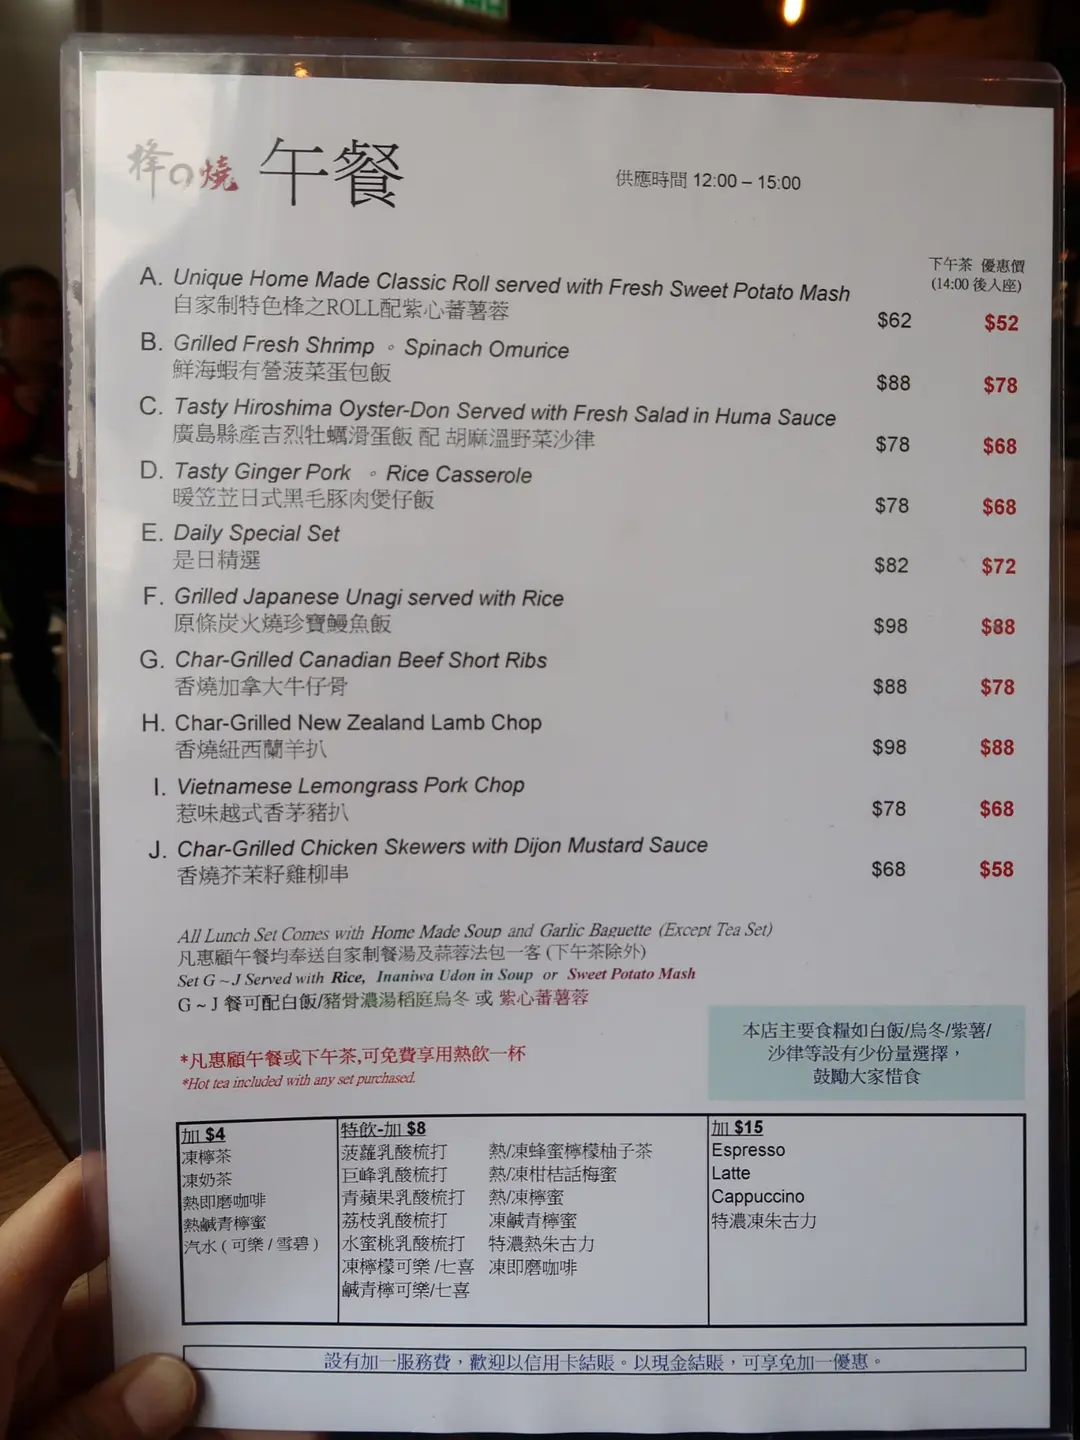 㭋の燒 午餐
供應時間 12:00 – 15:00
下午茶 優惠價
(14:00 後入座)
A. Unique Home Made Classic Roll served with Fresh Sweet Potato Mash
自家制特色㭋之ROLL配紫心蕃薯蓉
$62 $52
B. Grilled Fresh Shrimp 。 Spinach Omurice
鮮海蝦有營菠菜蛋包飯
$88 $78
C. Tasty Hiroshima Oyster-Don Served with Fresh Salad in Huma Sauce
廣島縣產吉烈牡蠣滑蛋飯 配 胡麻溫野菜沙律
$78 $68
D. Tasty Ginger Pork 。 Rice Casserole
暖笠苙日式黑毛豚肉煲仔飯
$78 $68
E. Daily Special Set
是日精選
$82 $72
F. Grilled Japanese Unagi served with Rice
原條炭火燒珍寶鰻魚飯
$98 $88
G. Char-Grilled Canadian Beef Short Ribs
香燒加拿大牛仔骨
$88 $78
H. Char-Grilled New Zealand Lamb Chop
香燒紐西蘭羊扒
$98 $88
I. Vietnamese Lemongrass Pork Chop
惹味越式香茅豬扒
$78 $68
J. Char-Grilled Chicken Skewers with Dijon Mustard Sauce
香燒芥茉籽雞柳串
$68 $58
All Lunch Set Comes with Home Made Soup and Garlic Baguette (Except Tea Set)
凡惠顧午餐均奉送自家制餐湯及蒜蓉法包一客 (下午茶除外)
Set G ~ J Served with Rice, Inaniwa Udon in Soup or Sweet Potato Mash
G ~ J 餐可配白飯/豬骨濃湯稻庭烏冬 或 紫心蕃薯蓉
*凡惠顧午餐或下午茶,可免費享用熱飲一杯
*Hot tea included with any set purchased.
本店主要食糧如白飯/烏冬/紫薯/
沙律等設有少份量選擇，
鼓勵大家惜食
加 $4
凍檸茶
凍奶茶
熱即磨咖啡
熱鹹青檸蜜
汽水 ( 可樂 / 雪碧 )
特飲-加 $8
菠蘿乳酸梳打 熱/凍蜂蜜檸檬柚子茶
巨峰乳酸梳打 熱/凍柑桔話梅蜜
青蘋果乳酸梳打 熱/凍檸蜜
荔枝乳酸梳打 凍鹹青檸蜜
水蜜桃乳酸梳打 特濃熱朱古力
凍檸檬可樂 /七喜 凍即磨咖啡
鹹青檸可樂/七喜
加 $15
Espresso
Latte
Cappuccino
特濃凍朱古力
設有加一服務費，歡迎以信用卡結賬。以現金結賬，可享免加一優惠。